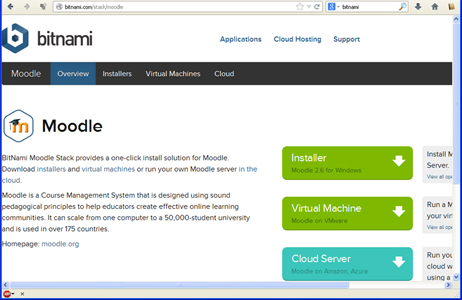 bitnami.com/stack/moodle
bitnami
bitnami
Applications Cloud Hosting Support
Moodle Overview Installers Virtual Machines Cloud
Moodle
BitNami Moodle Stack provides a one-click install solution for Moodle.
Download installers and virtual machines or run your own Moodle server in the
cloud.
Moodle is a Course Management System that is designed using sound
pedagogical principles to help educators create effective online learning
communities. It can scale from one computer to a 50,000-student university
and is used in over 175 countries.
Homepage: moodle.org
Installer
Moodle 2.6 for Windows
Install M
Server.
View all op
Virtual Machine
Moodle on VMware
Run a M
your virt
View all op
Cloud Server
Moodle on Amazon, Azure
Run you
cloud w
using a